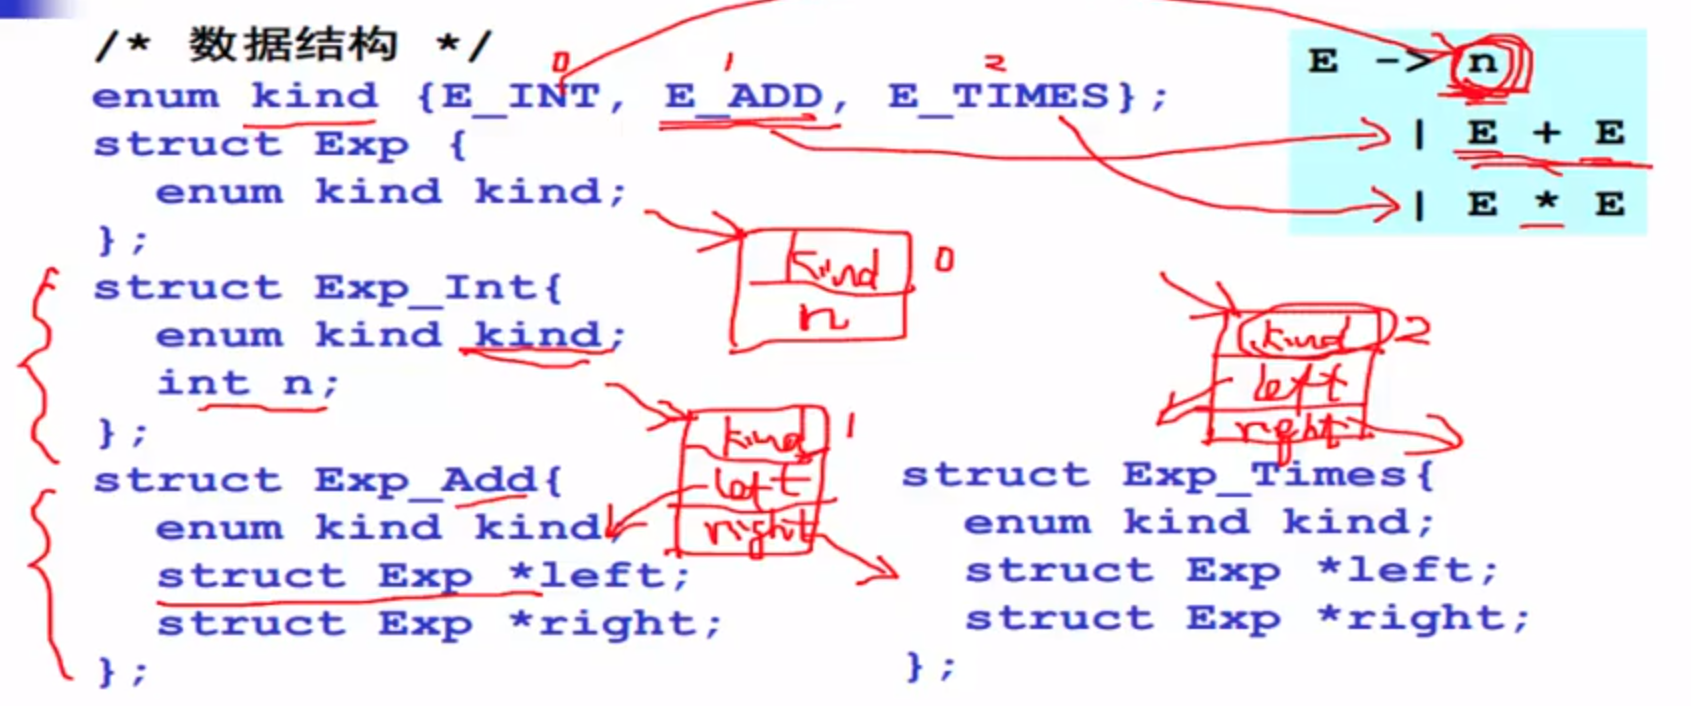 /* 数据结构 */
0 1 2
enum kind {E_INT, E_ADD, E_TIMES};
struct Exp {
enum kind kind;
};
struct Exp_Int{
enum kind kind;
int n;
};
struct Exp_Add{
enum kind kind;
struct Exp *left;
struct Exp *right;
};
E -> n
| E + E
| E * E
kind 0
n
kind 1
left
right
kind 2
left
right
struct Exp_Times{
enum kind kind;
struct Exp *left;
struct Exp *right;
};